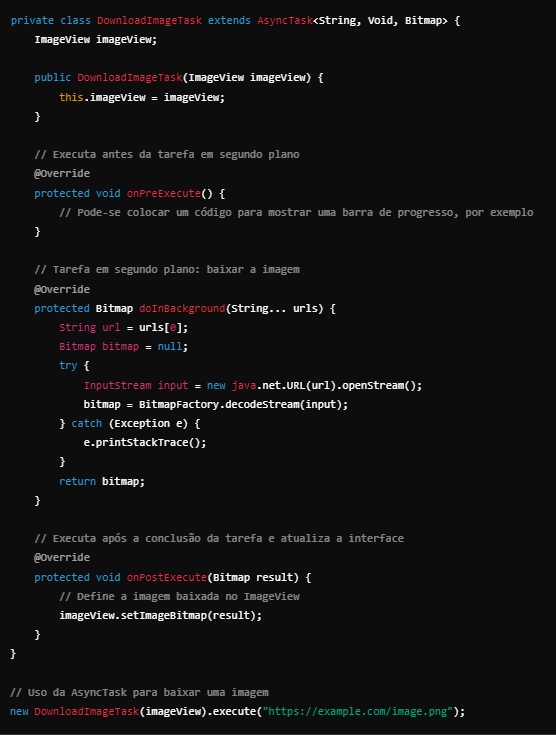 private class DownloadImageTask extends AsyncTask<String, Void, Bitmap> {
    ImageView imageView;

    public DownloadImageTask(ImageView imageView) {
        this.imageView = imageView;
    }

    // Executa antes da tarefa em segundo plano
    @Override
    protected void onPreExecute() {
        // Pode-se colocar um código para mostrar uma barra de progresso, por exemplo
    }

    // Tarefa em segundo plano: baixar a imagem
    @Override
    protected Bitmap doInBackground(String... urls) {
        String url = urls[0];
        Bitmap bitmap = null;
        try {
            InputStream input = new java.net.URL(url).openStream();
            bitmap = BitmapFactory.decodeStream(input);
        } catch (Exception e) {
            e.printStackTrace();
        }
        return bitmap;
    }

    // Executa após a conclusão da tarefa e atualiza a interface
    @Override
    protected void onPostExecute(Bitmap result) {
        // Define a imagem baixada no ImageView
        imageView.setImageBitmap(result);
    }
}

// Uso da AsyncTask para baixar uma imagem
new DownloadImageTask(imageView).execute("https://example.com/image.png");